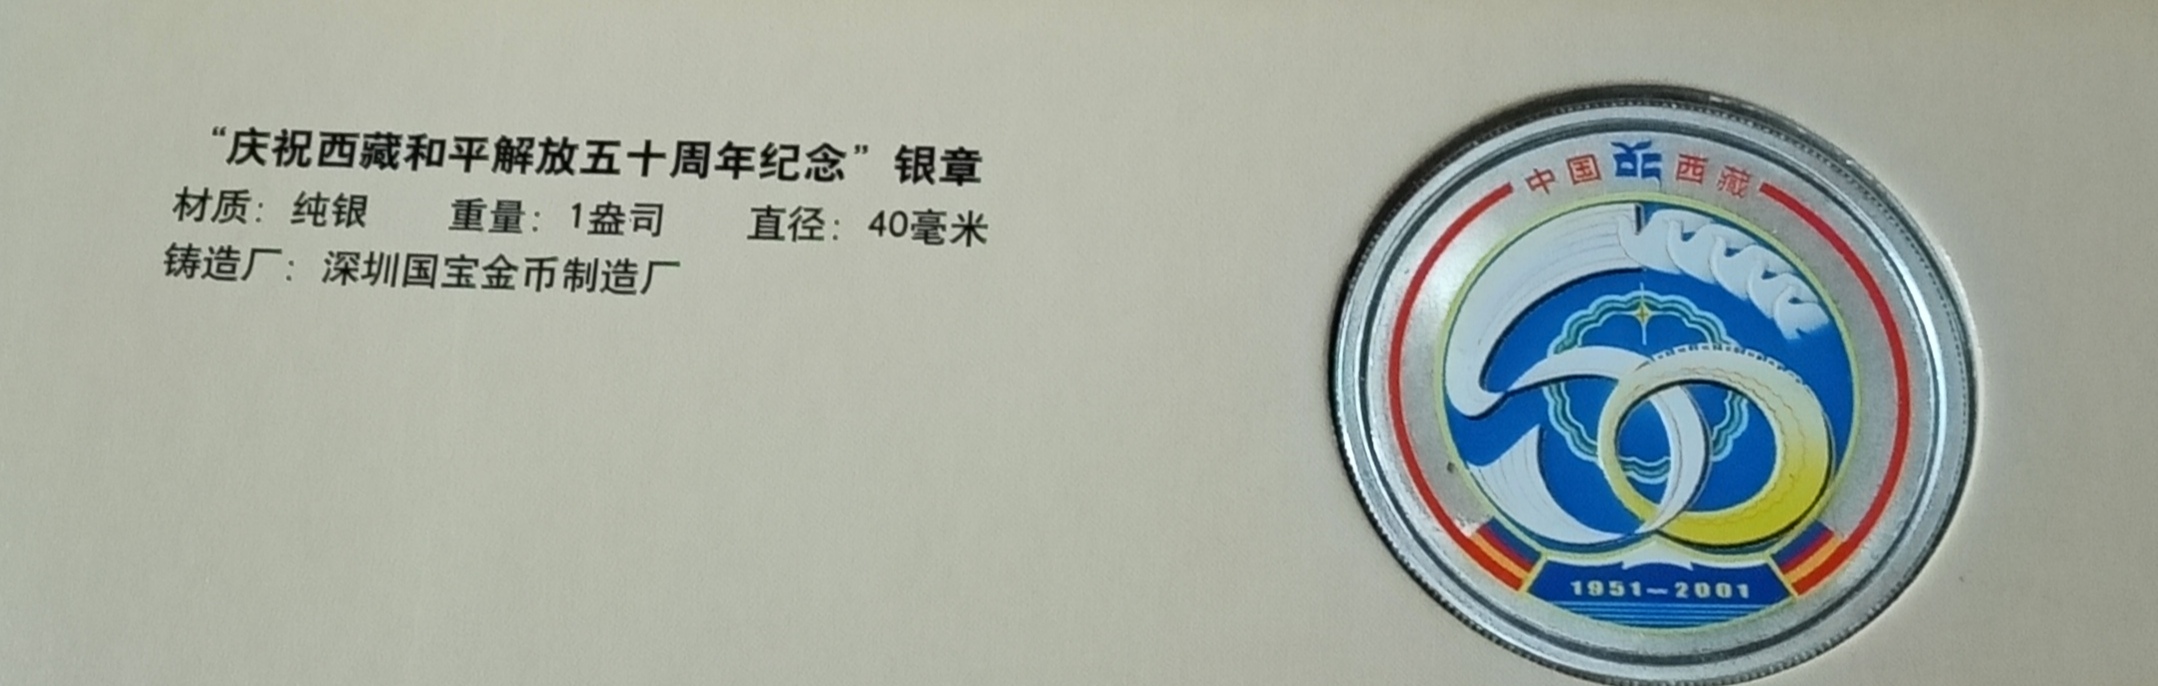 “庆祝西藏和平解放五十周年纪念”银章
材质：纯银 重量：1盎司 直径：40毫米
铸造厂：深圳国宝金币制造厂
中国西藏
1951—2001